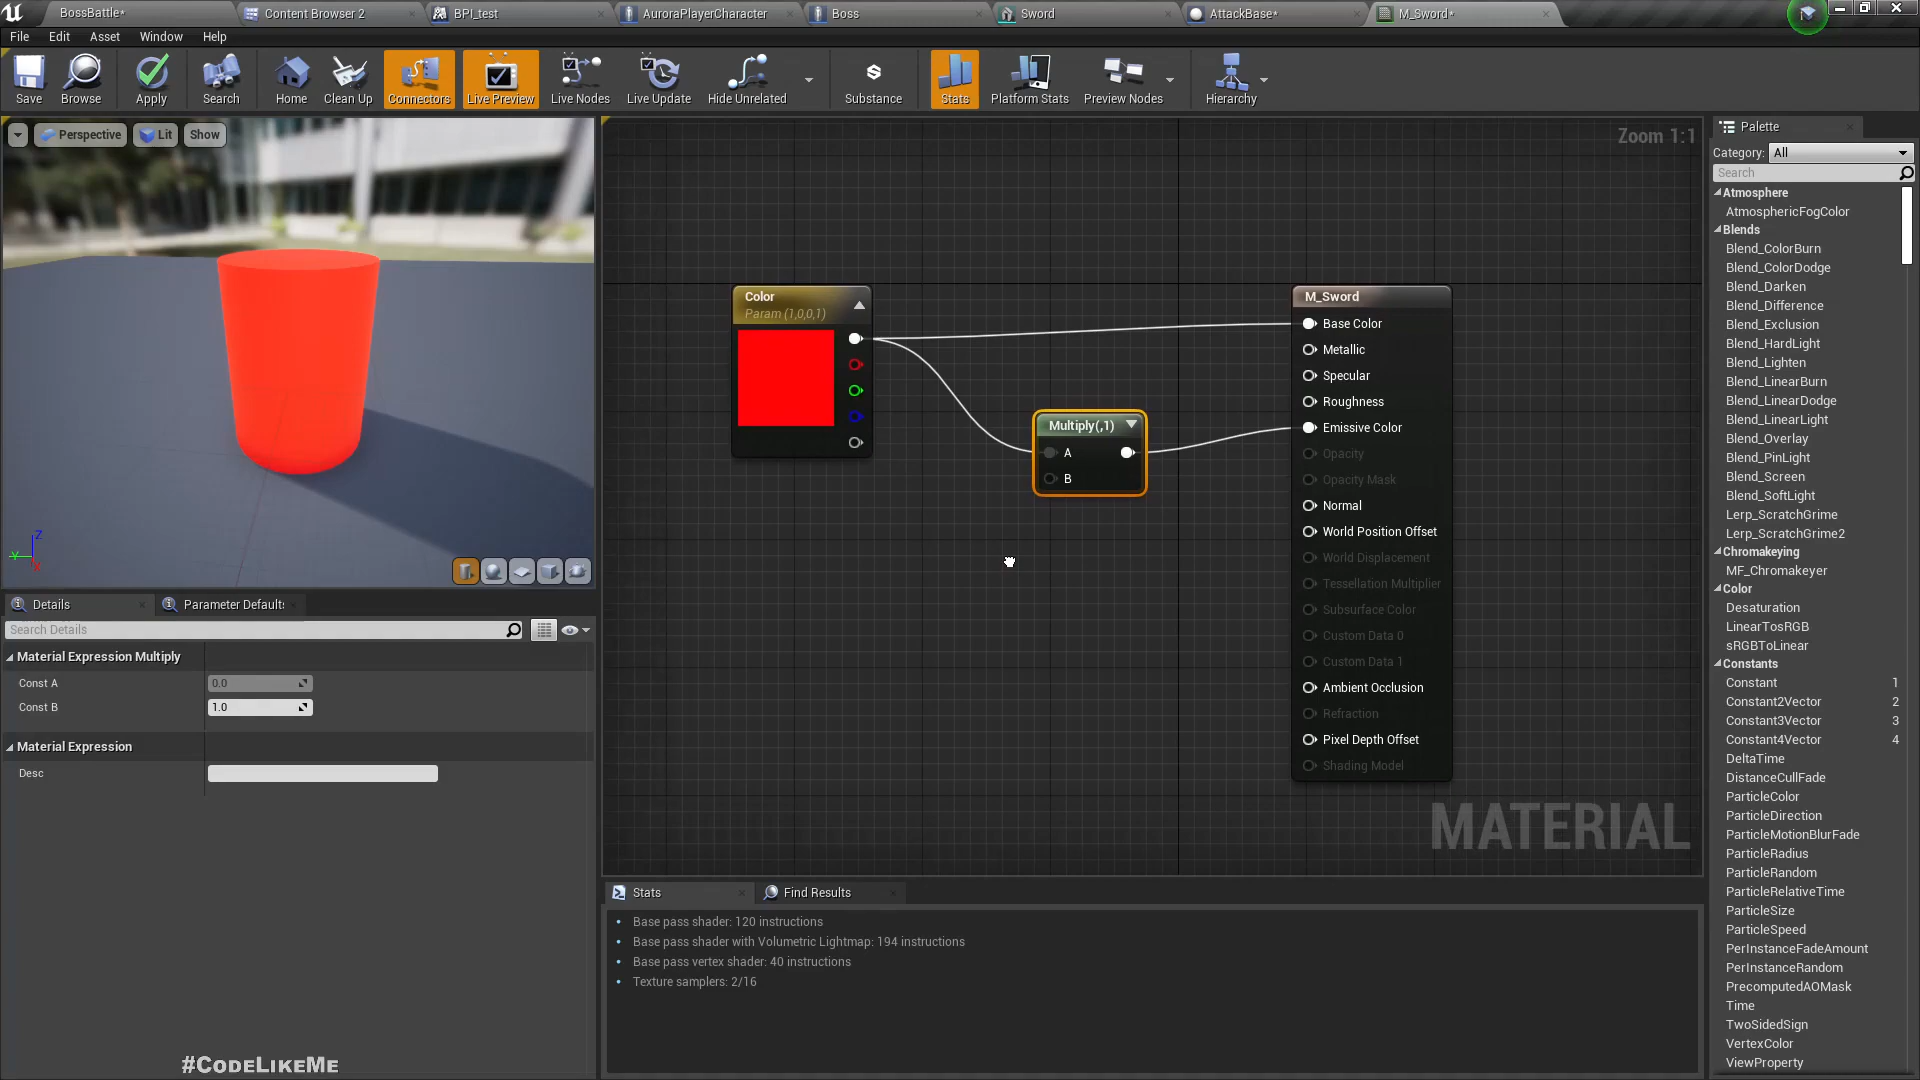 BossBattle*
Content Browser 2
BPI_test
AuroraPlayerCharacter
Boss
Sword
AttackBase*
M_Sword*
File
Edit
Asset
Window
Help
Save
Browse
Apply
Search
Home
Clean Up
Connectors
Live Preview
Live Nodes
Live Update
Hide Unrelated
Substance
Stats
Platform Stats
Preview Nodes
Hierarchy
Perspective
Lit
Show
Z
Y
X
Details
Parameter Defaults
Search Details
Material Expression Multiply
Const A
0.0
Const B
1.0
Material Expression
Desc
#CodeLikeMe
Zoom 1:1
Color
Param (1,0,0,1)
Multiply(,1)
A
B
M_Sword
Base Color
Metallic
Specular
Roughness
Emissive Color
Opacity
Opacity Mask
Normal
World Position Offset
World Displacement
Tessellation Multiplier
Subsurface Color
Custom Data 0
Custom Data 1
Ambient Occlusion
Refraction
Pixel Depth Offset
Shading Model
MATERIAL
Stats
Find Results
Base pass shader: 120 instructions
Base pass shader with Volumetric Lightmap: 194 instructions
Base pass vertex shader: 40 instructions
Texture samplers: 2/16
Palette
Category: All
Search
Atmosphere
AtmosphericFogColor
Blends
Blend_ColorBurn
Blend_ColorDodge
Blend_Darken
Blend_Difference
Blend_Exclusion
Blend_HardLight
Blend_Lighten
Blend_LinearBurn
Blend_LinearDodge
Blend_LinearLight
Blend_Overlay
Blend_PinLight
Blend_Screen
Blend_SoftLight
Lerp_ScratchGrime
Lerp_ScratchGrime2
Chromakeying
MF_Chromakeyer
Color
Desaturation
LinearTosRGB
sRGBToLinear
Constants
Constant 1
Constant2Vector 2
Constant3Vector 3
Constant4Vector 4
DeltaTime
DistanceCullFade
ParticleColor
ParticleDirection
ParticleMotionBlurFade
ParticleRadius
ParticleRandom
ParticleRelativeTime
ParticleSize
ParticleSpeed
PerInstanceFadeAmount
PerInstanceRandom
PrecomputedAOMask
Time
TwoSidedSign
VertexColor
ViewProperty